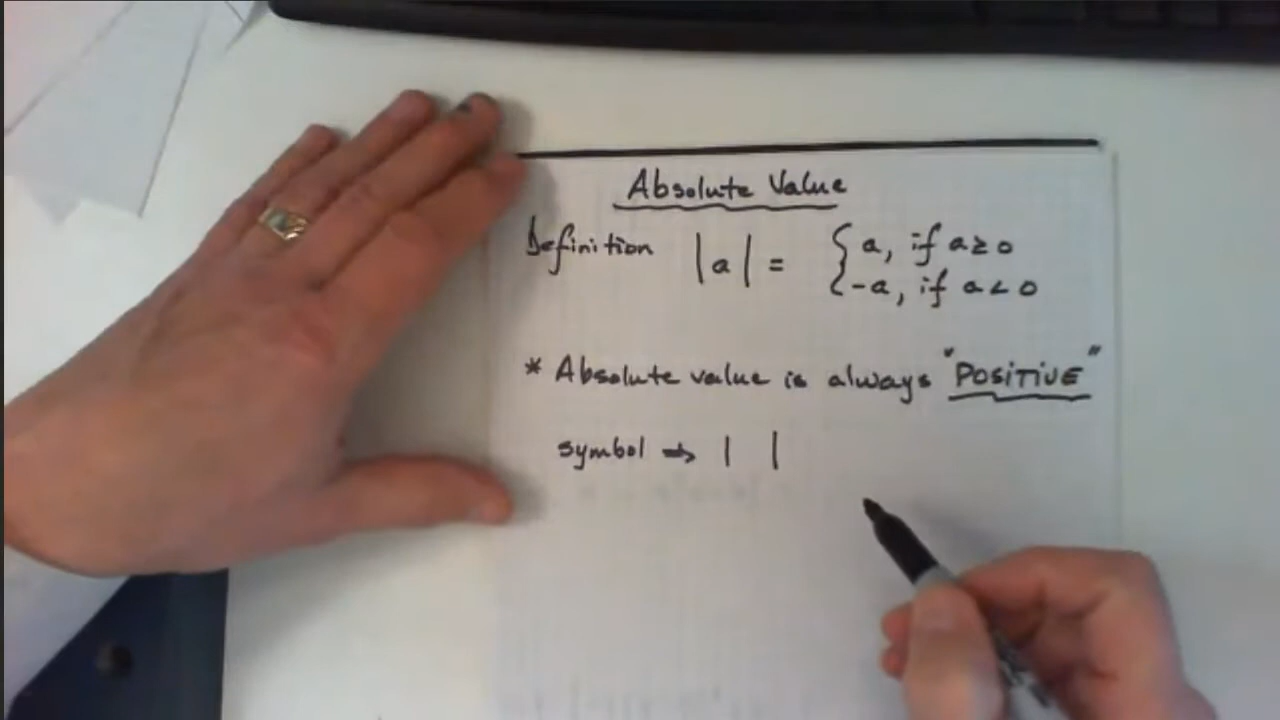 Absolute Value
Definition |a| = { a, if a ≥ 0
-a, if a < 0
* Absolute value is always "POSITIVE"
symbol ⇒ | |